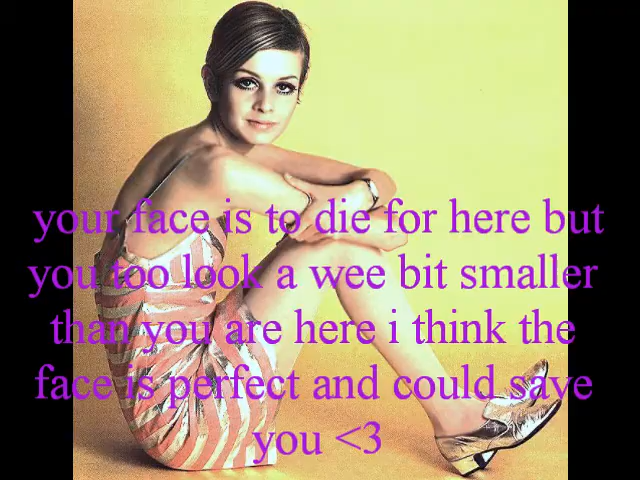 your face is to die for here but
you too look a wee bit smaller
than you are here i think the
face is perfect and could save
you <3